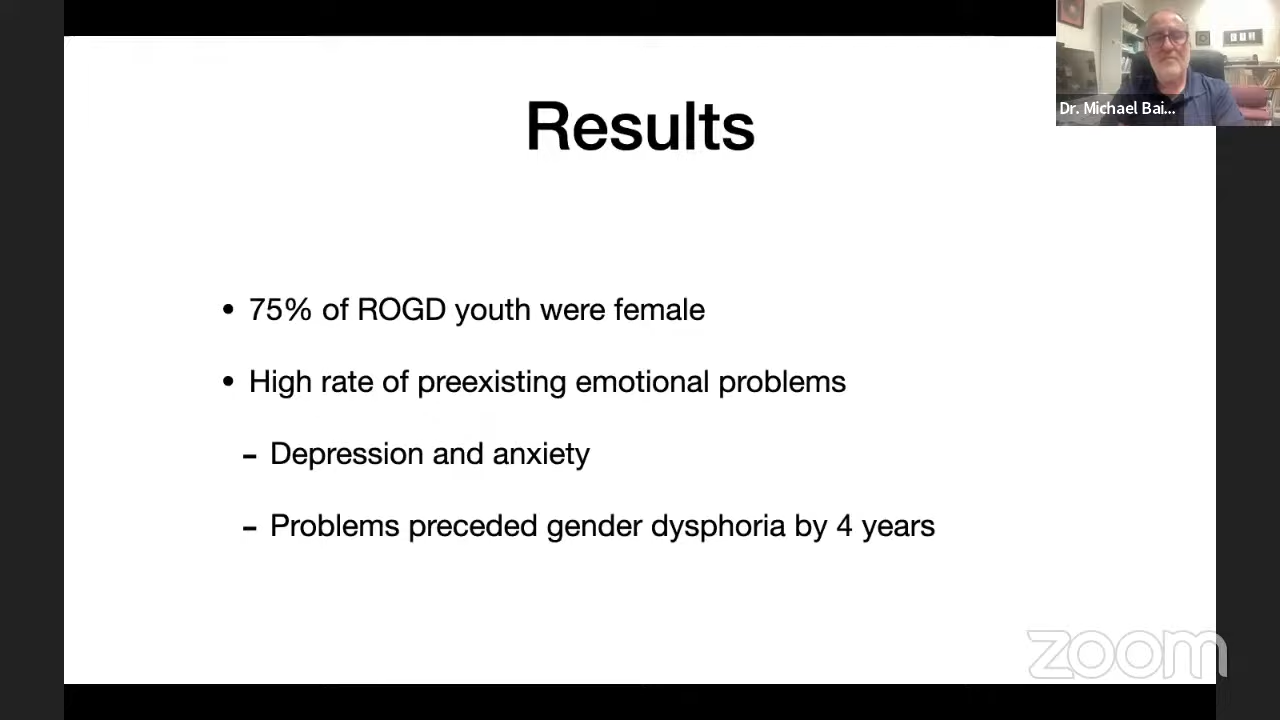 Dr. Michael Bai...
Results
• 75% of ROGD youth were female
• High rate of preexisting emotional problems
– Depression and anxiety
– Problems preceded gender dysphoria by 4 years
zoom